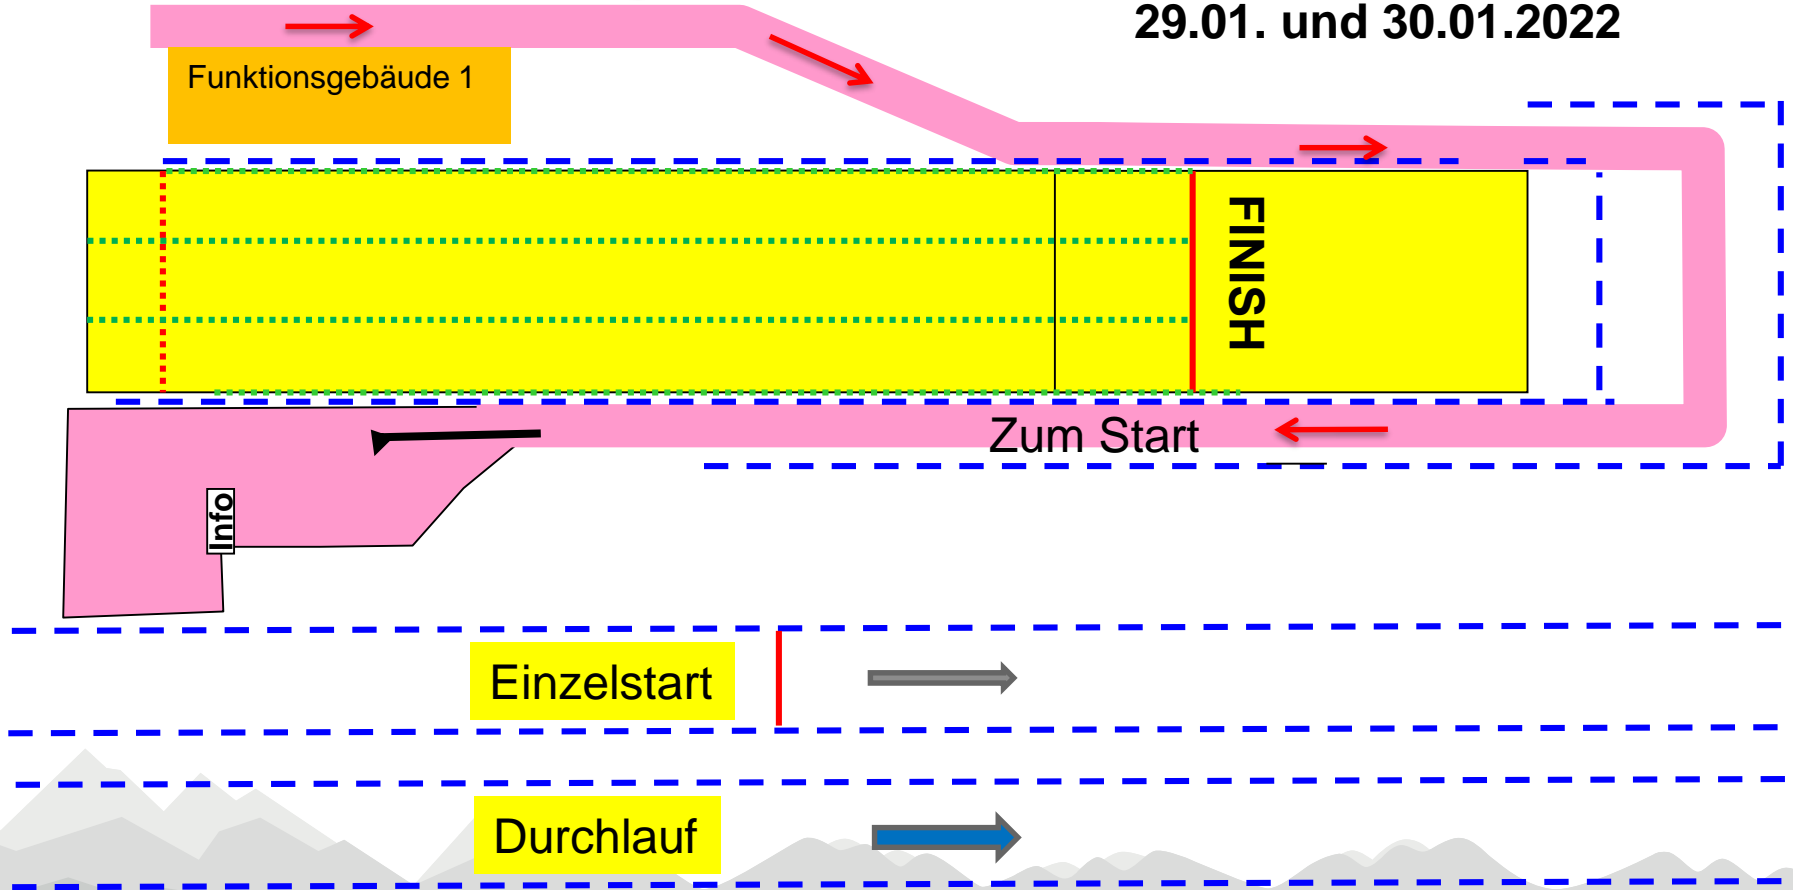 29.01. und 30.01.2022
Funktionsgebäude 1
FINISH
Zum Start
Info
Einzelstart
Durchlauf